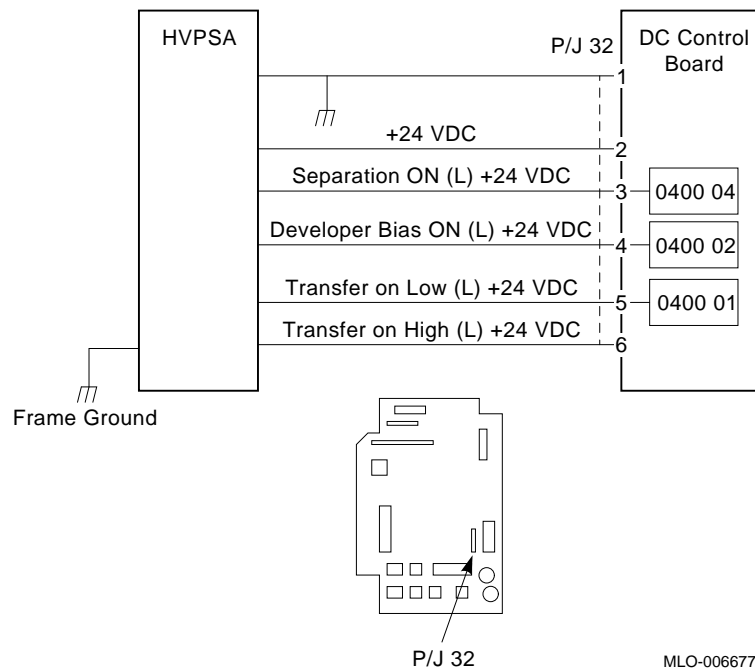 HVPSA
P/J 32
DC Control
Board
1
+24 VDC
2
Separation ON (L) +24 VDC
3
0400 04
Developer Bias ON (L) +24 VDC
4
0400 02
Transfer on Low (L) +24 VDC
5
0400 01
Transfer on High (L) +24 VDC
6
Frame Ground
P/J 32
MLO-006677